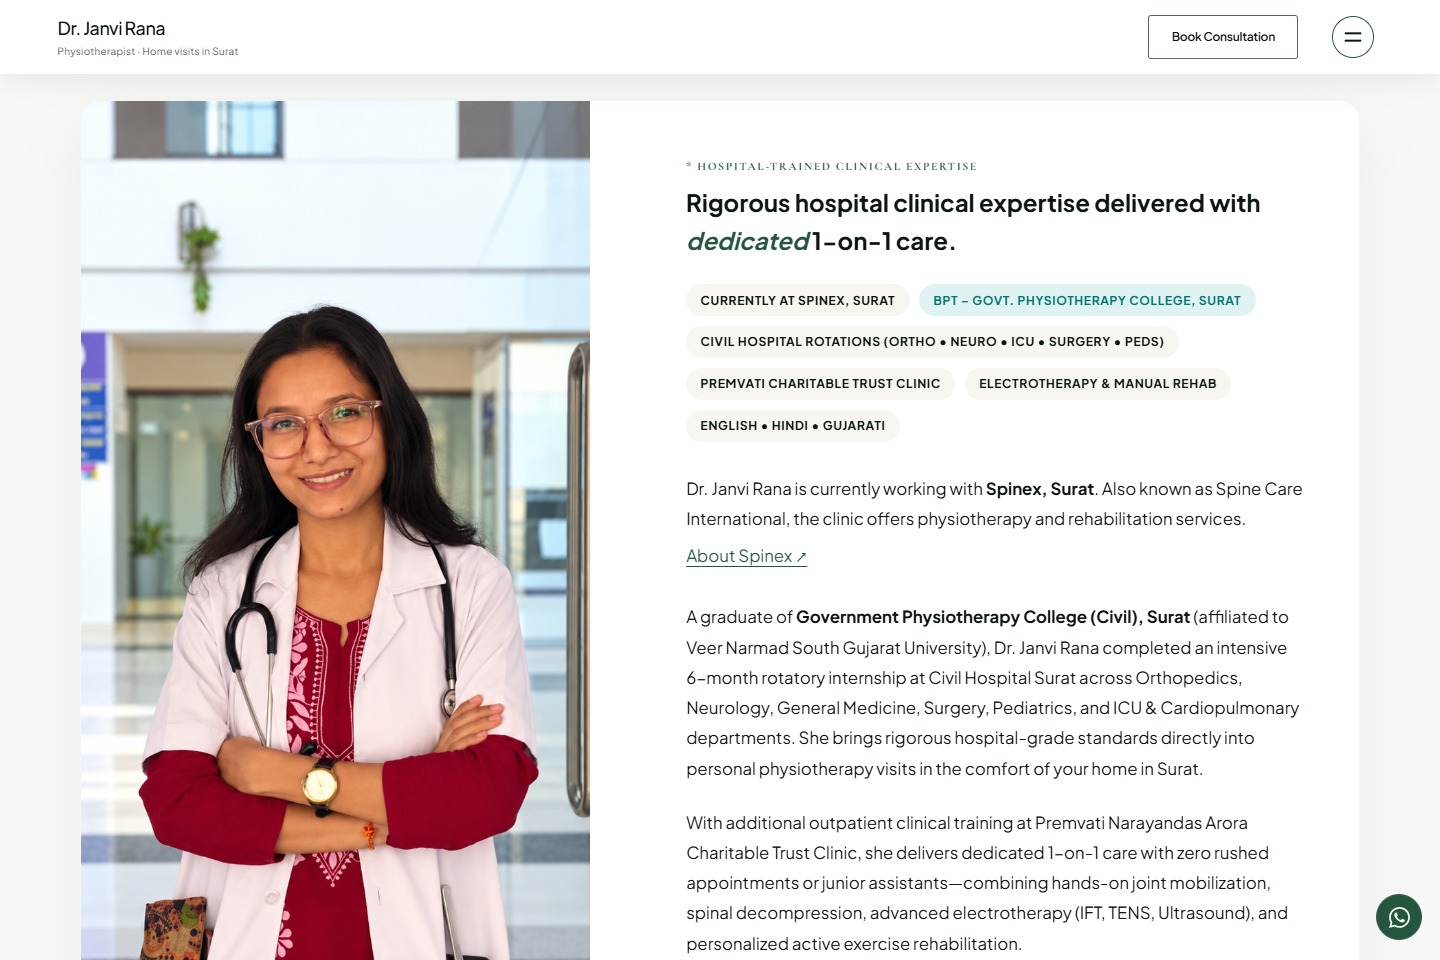 Dr. Janvi Rana
Physiotherapist · Home visits in Surat
Book Consultation
* HOSPITAL-TRAINED CLINICAL EXPERTISE
Rigorous hospital clinical expertise delivered with
dedicated 1-on-1 care.
CURRENTLY AT SPINEX, SURAT
BPT – GOVT. PHYSIOTHERAPY COLLEGE, SURAT
CIVIL HOSPITAL ROTATIONS (ORTHO • NEURO • ICU • SURGERY • PEDS)
PREMVATI CHARITABLE TRUST CLINIC
ELECTROTHERAPY & MANUAL REHAB
ENGLISH • HINDI • GUJARATI
Dr. Janvi Rana is currently working with Spinex, Surat. Also known as Spine Care
International, the clinic offers physiotherapy and rehabilitation services.
About Spinex ↗
A graduate of Government Physiotherapy College (Civil), Surat (affiliated to
Veer Narmad South Gujarat University), Dr. Janvi Rana completed an intensive
6-month rotatory internship at Civil Hospital Surat across Orthopedics,
Neurology, General Medicine, Surgery, Pediatrics, and ICU & Cardiopulmonary
departments. She brings rigorous hospital-grade standards directly into
personal physiotherapy visits in the comfort of your home in Surat.
With additional outpatient clinical training at Premvati Narayandas Arora
Charitable Trust Clinic, she delivers dedicated 1-on-1 care with zero rushed
appointments or junior assistants—combining hands-on joint mobilization,
spinal decompression, advanced electrotherapy (IFT, TENS, Ultrasound), and
personalized active exercise rehabilitation.